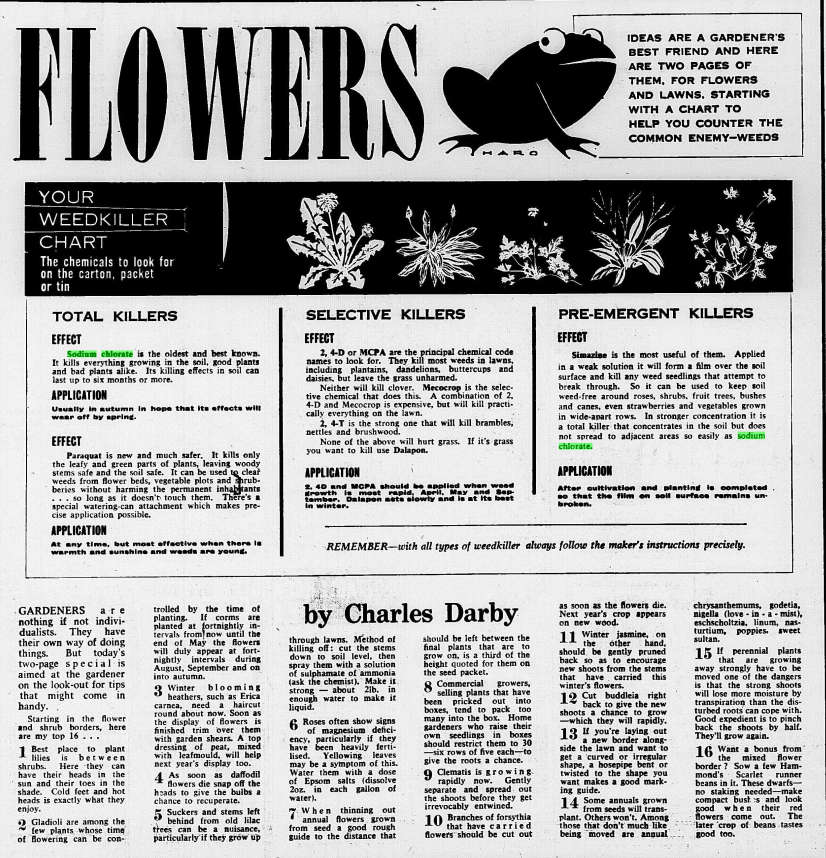 FLOWERS
IDEAS ARE A GARDENER'S
BEST FRIEND AND HERE
ARE TWO PAGES OF
THEM, FOR FLOWERS
AND LAWNS, STARTING
WITH A CHART TO
HELP YOU COUNTER THE
COMMON ENEMY—WEEDS
HARO
YOUR
WEEDKILLER
CHART
The chemicals to look for
on the carton, packet
or tin
TOTAL KILLERS
EFFECT
Sodium chlorate is the oldest and best known.
It kills everything growing in the soil, good plants
and bad plants alike. Its killing effects in soil can
last up to six months or more.
APPLICATION
Usually in autumn in hope that its effects will
wear off by spring.
EFFECT
Paraquat is new and much safer. It kills only
the leafy and green parts of plants, leaving woody
stems safe and the soil safe. It can be used to clear
weeds from flower beds, vegetable plots and shrub-
beries without harming the permanent inhabitants
. . . so long as it doesn't touch them. There's a
special watering-can attachment which makes pre-
cise application possible.
APPLICATION
At any time, but most effective when there is
warmth and sunshine and weeds are young.
SELECTIVE KILLERS
EFFECT
2, 4-D or MCPA are the principal chemical code
names to look for. They kill most weeds in lawns,
including plantains, dandelions, buttercups and
daisies, but leave the grass unharmed.
Neither will kill clover. Mecocrop is the selec-
tive chemical that does this. A combination of 2,
4-D and Mecocrop is expensive, but will kill practi-
cally everything on the lawn.
2, 4-T is the strong one that will kill brambles,
nettles and brushwood.
None of the above will hurt grass. If it's grass
you want to kill use Dalapon.
APPLICATION
2, 4D and MCPA should be applied when weed
growth is most rapid, April, May and Sep-
tember. Dalapon acts slowly and is at its best
in winter.
PRE-EMERGENT KILLERS
EFFECT
Simazine is the most useful of them. Applied
in a weak solution it will form a film over the soil
surface and kill any weed seedlings that attempt to
break through. So it can be used to keep soil
weed-free around roses, shrubs, fruit trees, bushes
and canes, even strawberries and vegetables grown
in wide-apart rows. In stronger concentration it is
a total killer that concentrates in the soil but does
not spread to adjacent areas so easily as sodium
chlorate.
APPLICATION
After cultivation and planting is completed
so that the film on soil surface remains un-
broken.
REMEMBER—with all types of weedkiller always follow the maker's instructions precisely.
by Charles Darby
GARDENERS are
nothing if not indivi-
dualists. They have
their own way of doing
things. But today's
two-page special is
aimed at the gardener
on the look-out for tips
that might come in
handy. .
Starting in the flower
and shrub borders, here
are my top 16 . . .
1 Best place to plant
lilies is between
shrubs. Here they can
have their heads in the
sun and their toes in the
shade. Cold feet and hot
heads is exactly what they
enjoy.
2 Gladioli are among the
few plants whose time
of flowering can be con-
trolled by the time of
planting. If corms are
planted at fortnightly in-
tervals from now until the
end of May the flowers
will duly appear at fort-
nightly intervals during
August, September and on
into autumn.
3 Winter blooming
heathers, such as Erica
carnea, need a haircut
round about now. Soon as
the display of flowers is
finished trim over them
with garden shears. A top
dressing of peat, mixed
with leafmould, will help
next year's display too.
4 As soon as daffodil
flowers die snap off the
heads to give the bulbs a
chance to recuperate.
5 Suckers and stems left
behind from old lilac
trees can be a nuisance,
particularly if they grow up
through lawns. Method of
killing off: cut the stems
down to soil level, then
spray them with a solution
of sulphamate of ammonia
(ask the chemist). Make it
strong — about 2lb. in
enough water to make it
liquid.
6 Roses often show signs
of magnesium defici-
ency, particularly if they
have been heavily ferti-
lised. Yellowing leaves
may be a symptom of this.
Water them with a dose
of Epsom salts (dissolve
2oz. in each gallon of
water).
7 When thinning out
annual flowers grown
from seed a good rough
guide to the distance that
should be left between the
final plants that are to
grow on, is a third of the
height quoted for them on
the seed packet.
8 Commercial growers,
selling plants that have
been pricked out into
boxes, tend to pack too
many into the box. Home
gardeners who raise their
own seedlings in boxes
should restrict them to 30
—six rows of five each—to
give the roots a chance.
9 Clematis is growing
rapidly now. Gently
separate and spread out
the shoots before they get
irrevocably entwined.
10 Branches of forsythia
that have carried
flowers should be cut out
as soon as the flowers die.
Next year's crop appears
on new wood.
11 Winter jasmine, on
the other hand,
should be gently pruned
back so as to encourage
new shoots from the stems
that have carried this
winter's flowers.
12 Cut buddleia right
back to give the new
shoots a chance to grow
—which they will rapidly.
13 If you're laying out
a new border along-
side the lawn and want to
get a curved or irregular
shape, a hosepipe bent or
twisted to the shape you
want makes a good mark-
ing guide.
14 Some annuals grown
from seeds will trans-
plant. Others won't. Among
those that don't much like
being moved are annual
chrysanthemums, godetia,
nigella (love-in-a-mist),
eschscholtzia, linum, nas-
turtium, poppies, sweet
sultan.
15 If perennial plants
that are growing
away strongly have to be
moved one of the dangers
is that the strong shoots
will lose more moisture by
transpiration than the dis-
turbed roots can cope with.
Good expedient is to pinch
back the shoots by half.
They'll grow again.
16 Want a bonus from
the mixed flower
border? Sow a few Ham-
mond's Scarlet runner
beans in it. These dwarfs—
no staking needed—make
compact bushes and look
good when their red
flowers come out. The
later crop of beans tastes
good too.